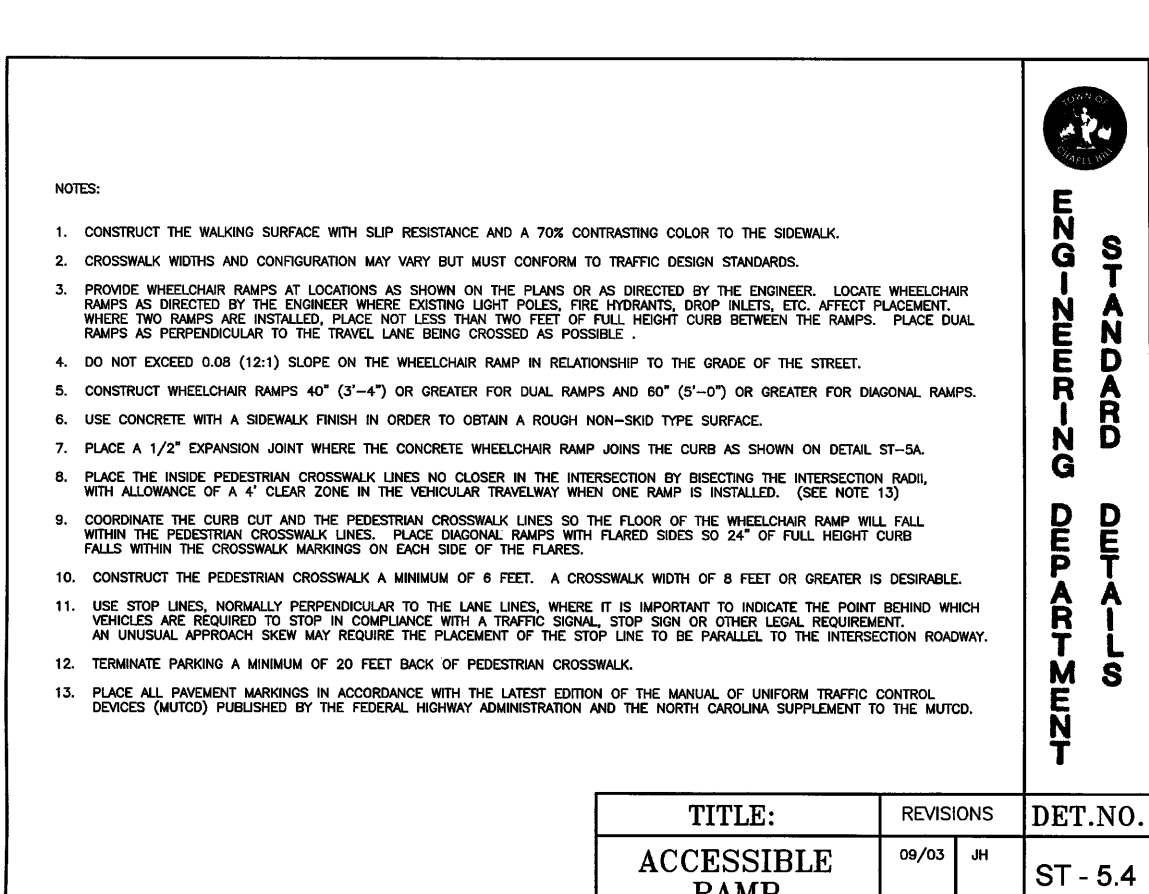 NOTES:
1. CONSTRUCT THE WALKING SURFACE WITH SLIP RESISTANCE AND A 70% CONTRASTING COLOR TO THE SIDEWALK.
2. CROSSWALK WIDTHS AND CONFIGURATION MAY VARY BUT MUST CONFORM TO TRAFFIC DESIGN STANDARDS.
3. PROVIDE WHEELCHAIR RAMPS AT LOCATIONS AS SHOWN ON THE PLANS OR AS DIRECTED BY THE ENGINEER. LOCATE WHEELCHAIR
RAMPS AS DIRECTED BY THE ENGINEER WHERE EXISTING LIGHT POLES, FIRE HYDRANTS, DROP INLETS, ETC. AFFECT PLACEMENT.
WHERE TWO RAMPS ARE INSTALLED, PLACE NOT LESS THAN TWO FEET OF FULL HEIGHT CURB BETWEEN THE RAMPS. PLACE DUAL
RAMPS AS PERPENDICULAR TO THE TRAVEL LANE BEING CROSSED AS POSSIBLE .
4. DO NOT EXCEED 0.08 (12:1) SLOPE ON THE WHEELCHAIR RAMP IN RELATIONSHIP TO THE GRADE OF THE STREET.
5. CONSTRUCT WHEELCHAIR RAMPS 40" (3'-4") OR GREATER FOR DUAL RAMPS AND 60" (5'-0") OR GREATER FOR DIAGONAL RAMPS.
6. USE CONCRETE WITH A SIDEWALK FINISH IN ORDER TO OBTAIN A ROUGH NON-SKID TYPE SURFACE.
7. PLACE A 1/2" EXPANSION JOINT WHERE THE CONCRETE WHEELCHAIR RAMP JOINS THE CURB AS SHOWN ON DETAIL ST-5A.
8. PLACE THE INSIDE PEDESTRIAN CROSSWALK LINES NO CLOSER IN THE INTERSECTION BY BISECTING THE INTERSECTION RADII,
WITH ALLOWANCE OF A 4' CLEAR ZONE IN THE VEHICULAR TRAVELWAY WHEN ONE RAMP IS INSTALLED. (SEE NOTE 13)
9. COORDINATE THE CURB CUT AND THE PEDESTRIAN CROSSWALK LINES SO THE FLOOR OF THE WHEELCHAIR RAMP WILL FALL
WITHIN THE PEDESTRIAN CROSSWALK LINES. PLACE DIAGONAL RAMPS WITH FLARED SIDES SO 24" OF FULL HEIGHT CURB
FALLS WITHIN THE CROSSWALK MARKINGS ON EACH SIDE OF THE FLARES.
10. CONSTRUCT THE PEDESTRIAN CROSSWALK A MINIMUM OF 6 FEET. A CROSSWALK WIDTH OF 8 FEET OR GREATER IS DESIRABLE.
11. USE STOP LINES, NORMALLY PERPENDICULAR TO THE LANE LINES, WHERE IT IS IMPORTANT TO INDICATE THE POINT BEHIND WHICH
VEHICLES ARE REQUIRED TO STOP IN COMPLIANCE WITH A TRAFFIC SIGNAL, STOP SIGN OR OTHER LEGAL REQUIREMENT.
AN UNUSUAL APPROACH SKEW MAY REQUIRE THE PLACEMENT OF THE STOP LINE TO BE PARALLEL TO THE INTERSECTION ROADWAY.
12. TERMINATE PARKING A MINIMUM OF 20 FEET BACK OF PEDESTRIAN CROSSWALK.
13. PLACE ALL PAVEMENT MARKINGS IN ACCORDANCE WITH THE LATEST EDITION OF THE MANUAL OF UNIFORM TRAFFIC CONTROL
DEVICES (MUTCD) PUBLISHED BY THE FEDERAL HIGHWAY ADMINISTRATION AND THE NORTH CAROLINA SUPPLEMENT TO THE MUTCD.
TOWN OF
CHAPEL HILL
STANDARD DETAILS
ENGINEERING DEPARTMENT
TITLE:
ACCESSIBLE
RAMP
REVISIONS
09/03 JH
DET.NO.
ST - 5.4